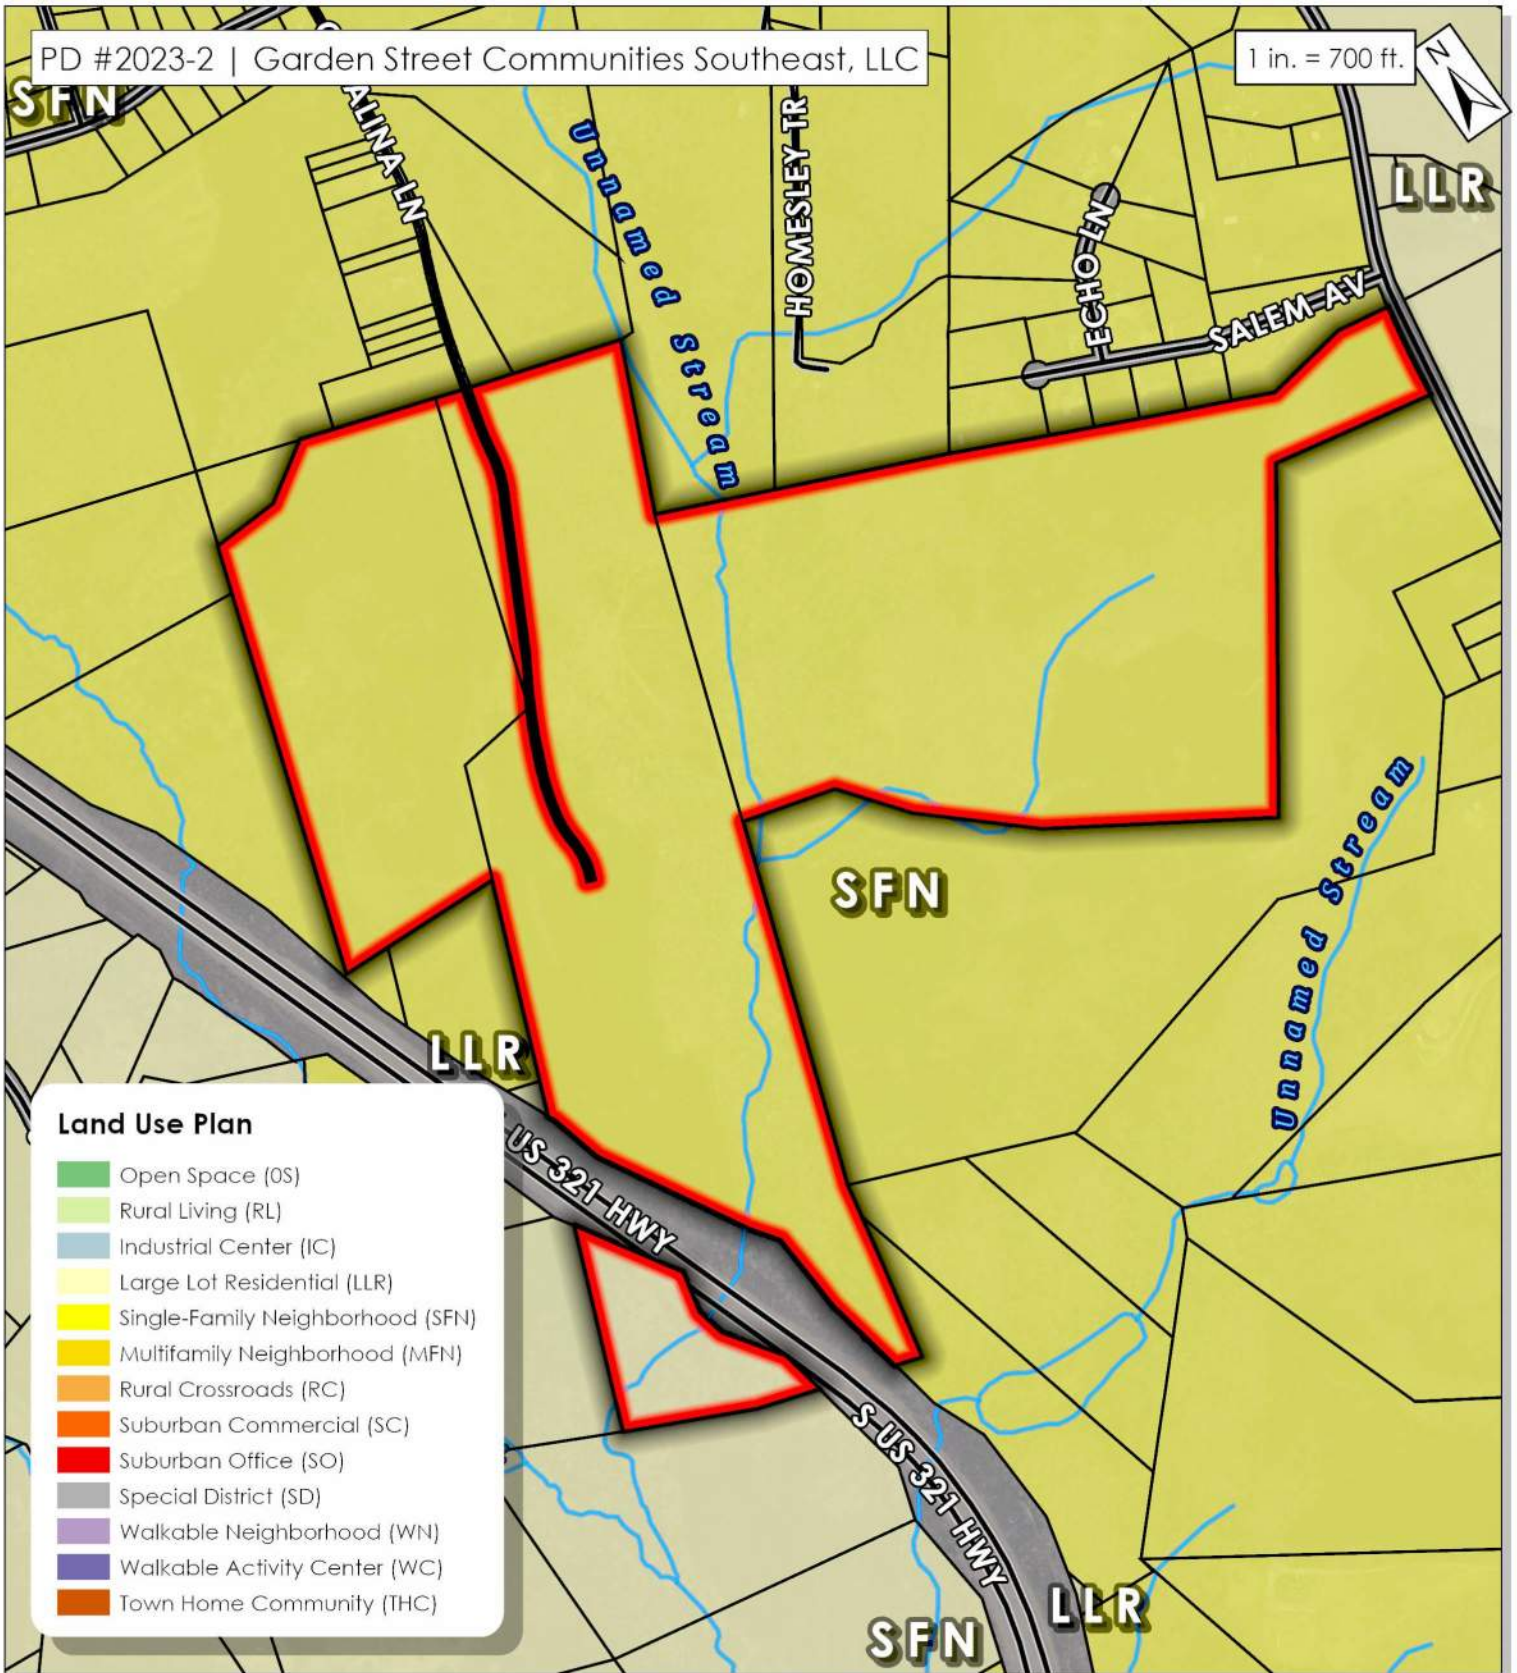 PD #2023-2 | Garden Street Communities Southeast, LLC
1 in. = 700 ft.
N
SFN
ALINA LN
Unnamed Stream
HOMESLEY TR
ECHO LN
SALEM AV
LLR
SFN
Unnamed Stream
LLR
US 321 HWY
S US 321 HWY
SFN
LLR
Land Use Plan
Open Space (0S)
Rural Living (RL)
Industrial Center (IC)
Large Lot Residential (LLR)
Single-Family Neighborhood (SFN)
Multifamily Neighborhood (MFN)
Rural Crossroads (RC)
Suburban Commercial (SC)
Suburban Office (SO)
Special District (SD)
Walkable Neighborhood (WN)
Walkable Activity Center (WC)
Town Home Community (THC)